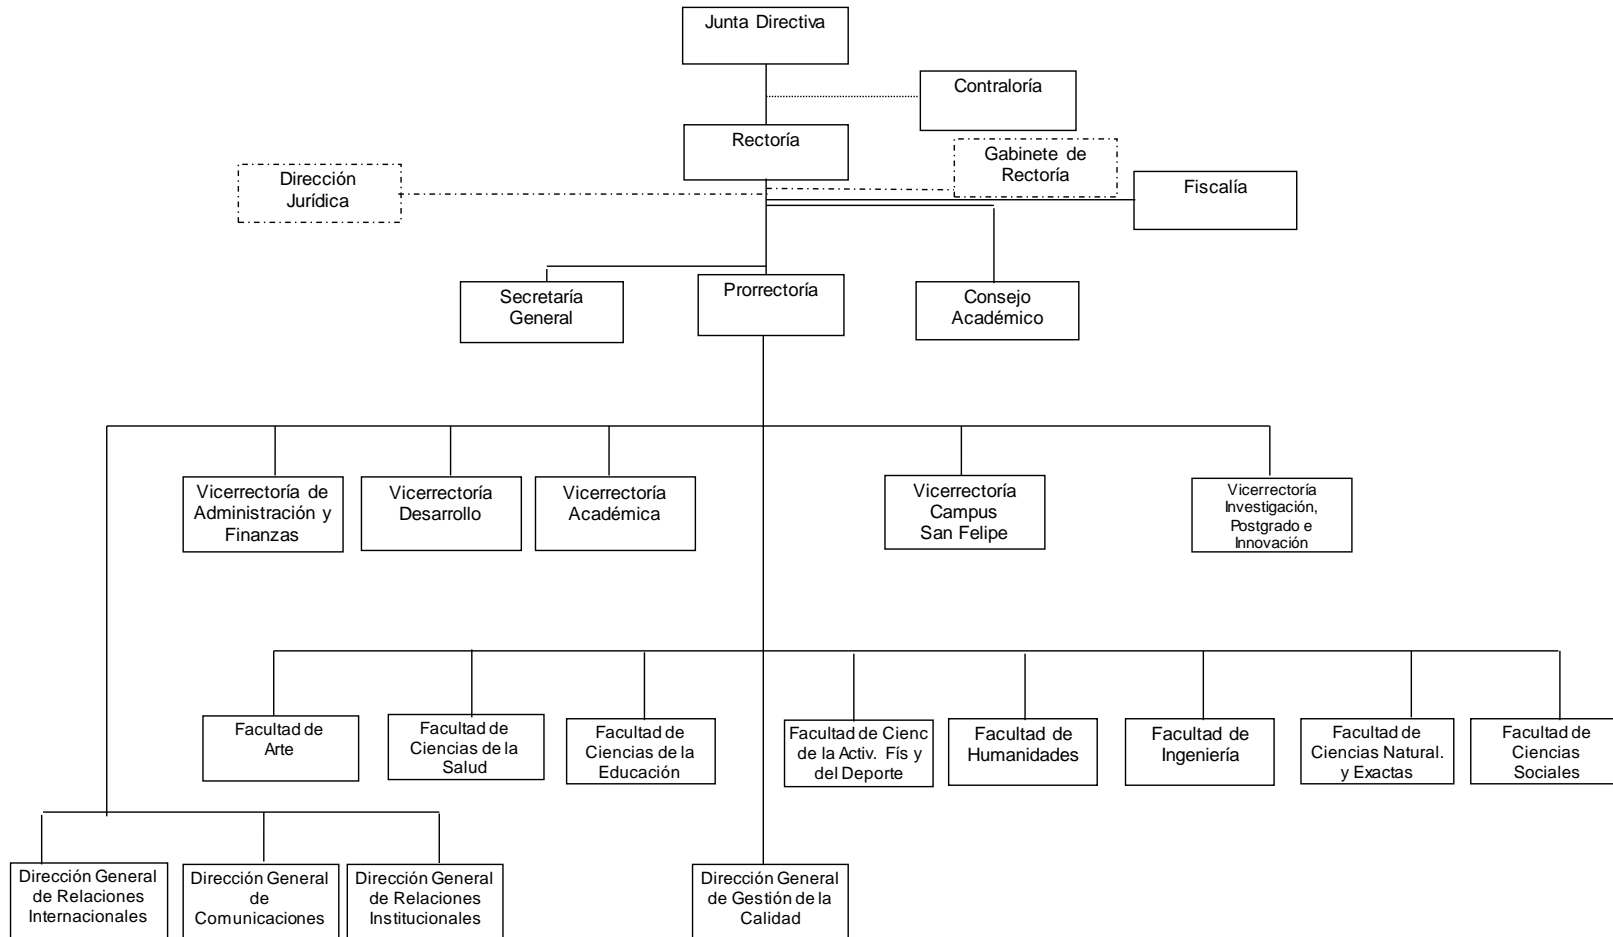 Junta Directiva
Contraloría
Rectoría
Gabinete de
Rectoría
Dirección
Jurídica
Fiscalía
Secretaría
General
Prorrectoría
Consejo
Académico
Vicerrectoría de
Administración y
Finanzas
Vicerrectoría
Desarrollo
Vicerrectoría
Académica
Vicerrectoría
Campus
San Felipe
Vicerrectoría
Investigación,
Postgrado e
Innovación
Facultad de
Arte
Facultad de
Ciencias de la
Salud
Facultad de
Ciencias de la
Educación
Facultad de Cienc
de la Activ. Fís y
del Deporte
Facultad de
Humanidades
Facultad de
Ingeniería
Facultad de
Ciencias Natural.
y Exactas
Facultad de
Ciencias
Sociales
Dirección General
de Relaciones
Internacionales
Dirección General
de
Comunicaciones
Dirección General
de Relaciones
Institucionales
Dirección General
de Gestión de la
Calidad